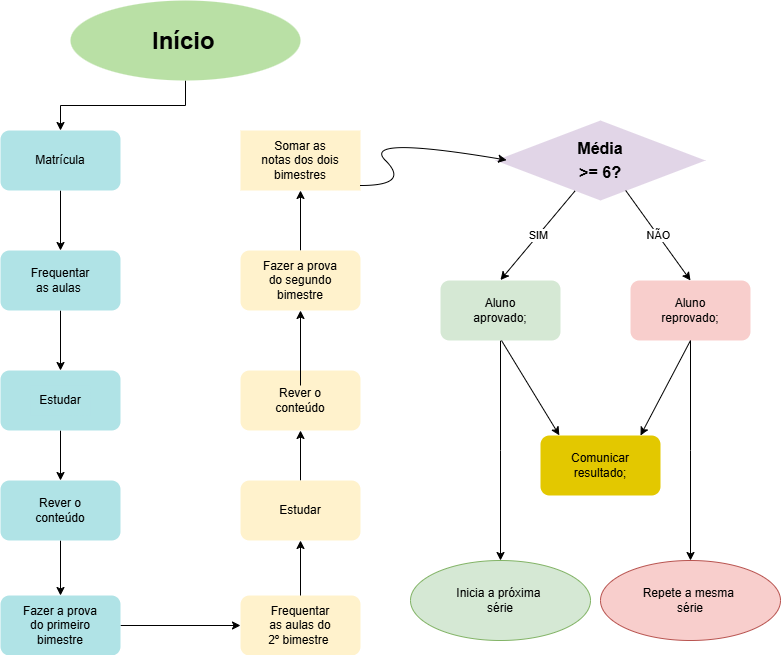 Início
Matrícula
Frequentar
as aulas
Estudar
Rever o
conteúdo
Fazer a prova
do primeiro
bimestre
Frequentar
as aulas do
2º bimestre
Estudar
Rever o
conteúdo
Fazer a prova
do segundo
bimestre
Somar as
notas dos dois
bimestres
Média
>= 6?
SIM
NÃO
Aluno
aprovado;
Aluno
reprovado;
Comunicar
resultado;
Inicia a próxima
série
Repete a mesma
série